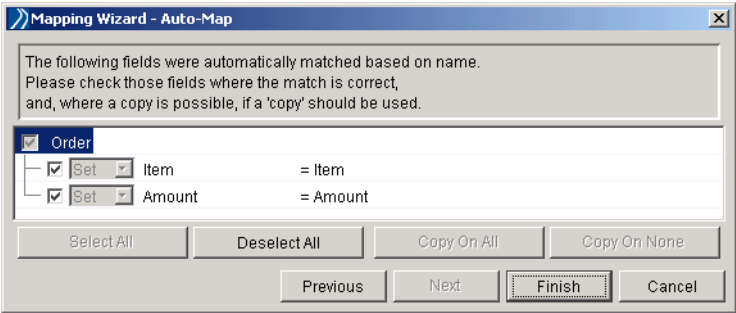 Mapping Wizard - Auto-Map
The following fields were automatically matched based on name.
Please check those fields where the match is correct,
and, where a copy is possible, if a 'copy' should be used.
Order
Set Item = Item
Set Amount = Amount
Select All Deselect All Copy On All Copy On None
Previous Next Finish Cancel